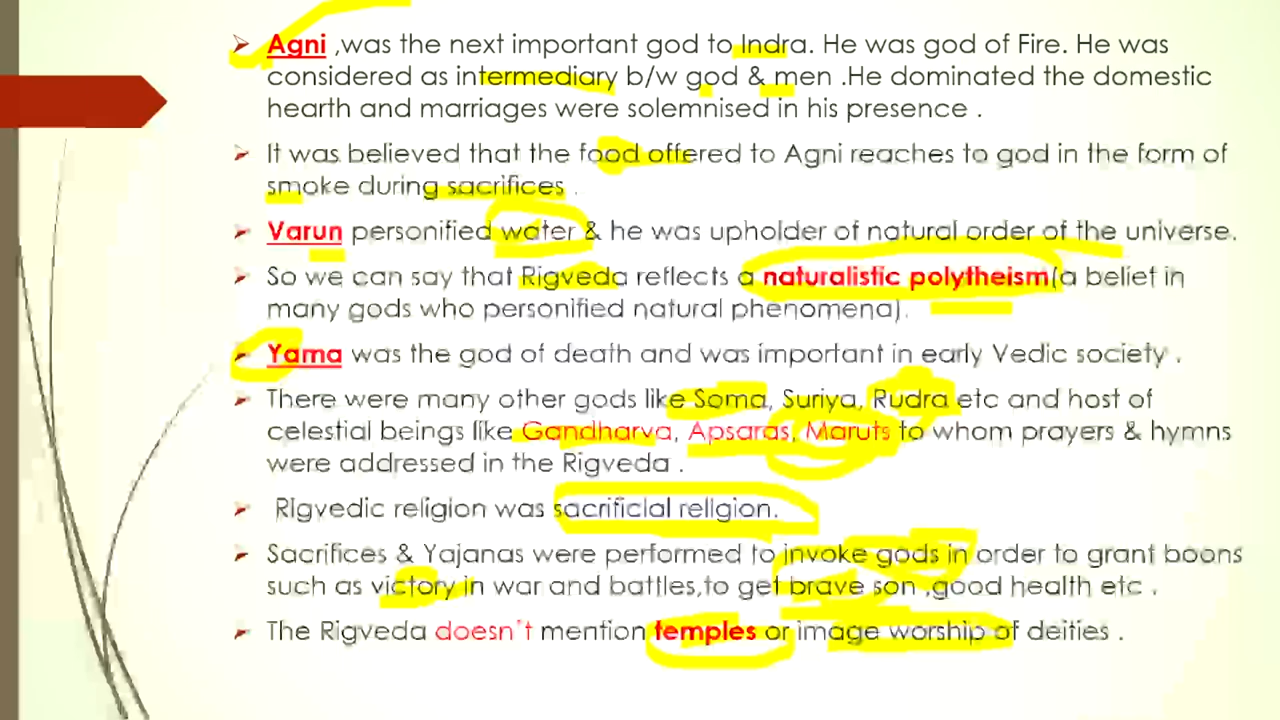 Agni ,was the next important god to Indra. He was god of Fire. He was
considered as intermediary b/w god & men .He dominated the domestic
hearth and marriages were solemnised in his presence .
It was believed that the food offered to Agni reaches to god in the form of
smoke during sacrifices .
Varun personified water & he was upholder of natural order of the universe.
So we can say that Rigveda reflects a naturalistic polytheism(a belief in
many gods who personified natural phenomena).
Yama was the god of death and was important in early Vedic society .
There were many other gods like Soma, Suriya, Rudra etc and host of
celestial beings like Gandharva, Apsaras, Maruts to whom prayers & hymns
were addressed in the Rigveda .
Rigvedic religion was sacrificial religion.
Sacrifices & Yajanas were performed to invoke gods in order to grant boons
such as victory in war and battles,to get brave son ,good health etc .
The Rigveda doesn't mention temples or image worship of deities .